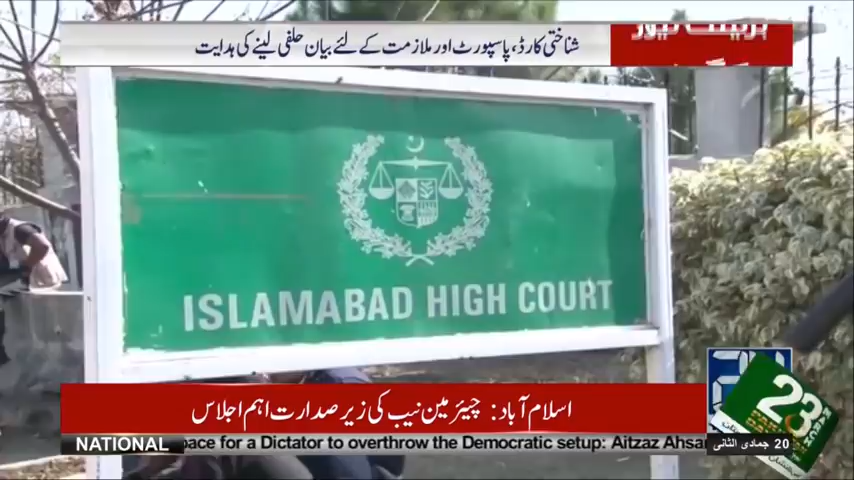 شناختی کارڈ، پاسپورٹ اور ملازمت کے لئے بیان حلفی لینے کی ہدایت
ISLAMABAD HIGH COURT
اسلام آباد: چیئرمین نیب کی زیر صدارت اہم اجلاس
NATIONAL
for a Dictator to overthrow the Democratic setup: Aitzaz Ahsan
20 جمادی الثانی
23